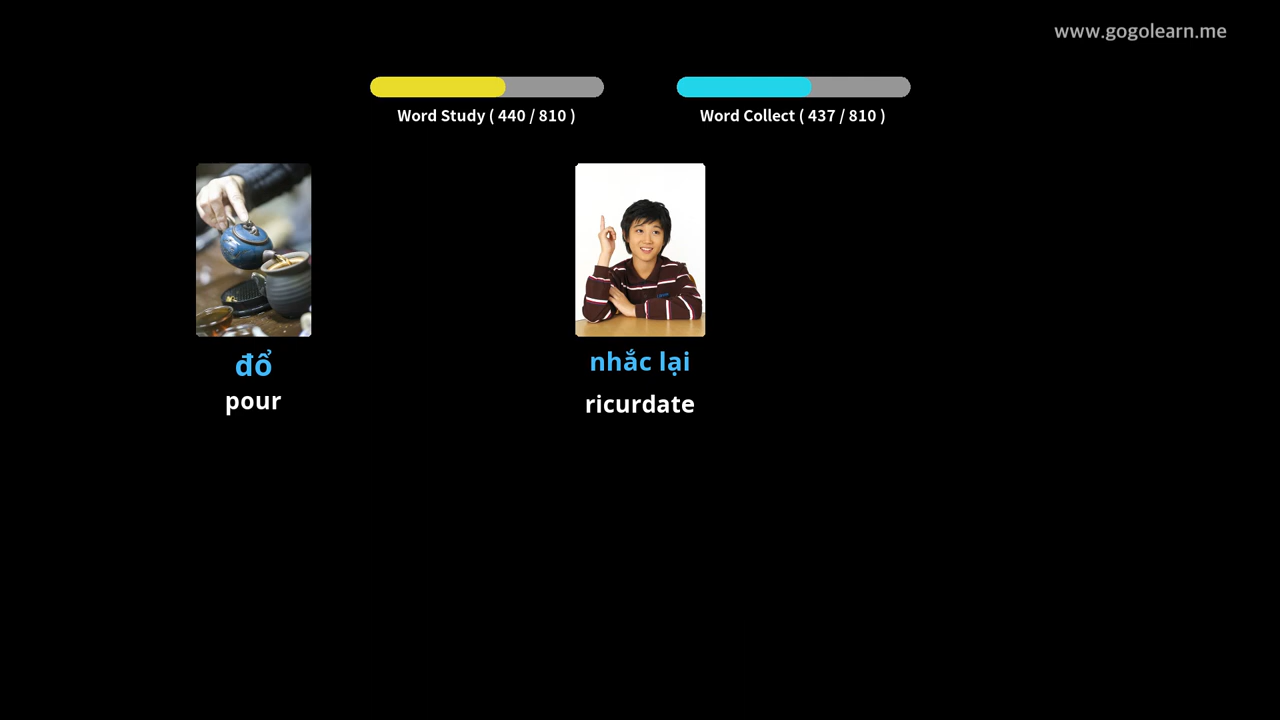 www.gogolearn.me
Word Study ( 440 / 810 )
Word Collect ( 437 / 810 )
đổ
pour
nhắc lại
ricurdate